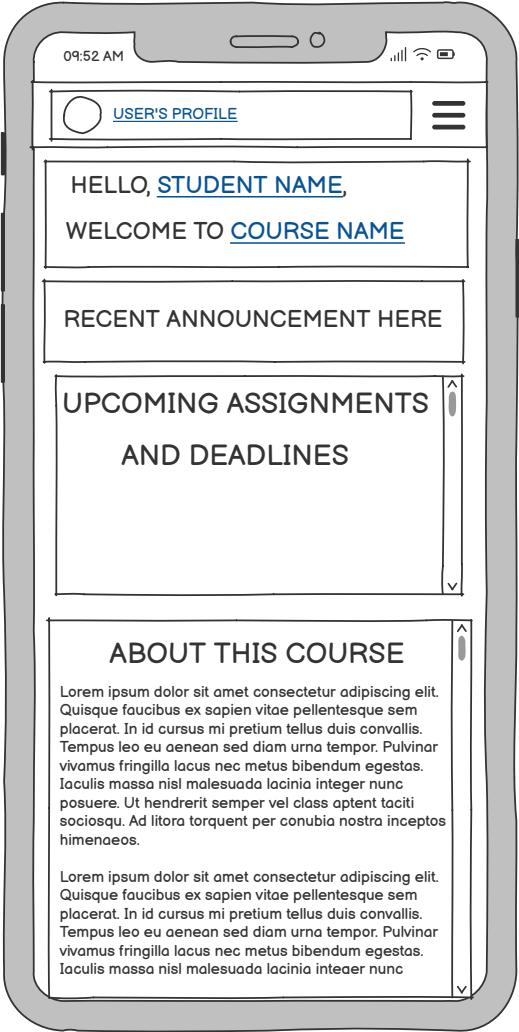 09:52 AM
USER'S PROFILE
HELLO, STUDENT NAME,
WELCOME TO COURSE NAME
RECENT ANNOUNCEMENT HERE
UPCOMING ASSIGNMENTS
AND DEADLINES
ABOUT THIS COURSE
Lorem ipsum dolor sit amet consectetur adipiscing elit.
Quisque faucibus ex sapien vitae pellentesque sem
placerat. In id cursus mi pretium tellus duis convallis.
Tempus leo eu aenean sed diam urna tempor. Pulvinar
vivamus fringilla lacus nec metus bibendum egestas.
Iaculis massa nisl malesuada lacinia integer nunc
posuere. Ut hendrerit semper vel class aptent taciti
sociosqu. Ad litora torquent per conubia nostra inceptos
himenaeos.
Lorem ipsum dolor sit amet consectetur adipiscing elit.
Quisque faucibus ex sapien vitae pellentesque sem
placerat. In id cursus mi pretium tellus duis convallis.
Tempus leo eu aenean sed diam urna tempor. Pulvinar
vivamus fringilla lacus nec metus bibendum egestas.
Iaculis massa nisl malesuada lacinia integer nunc